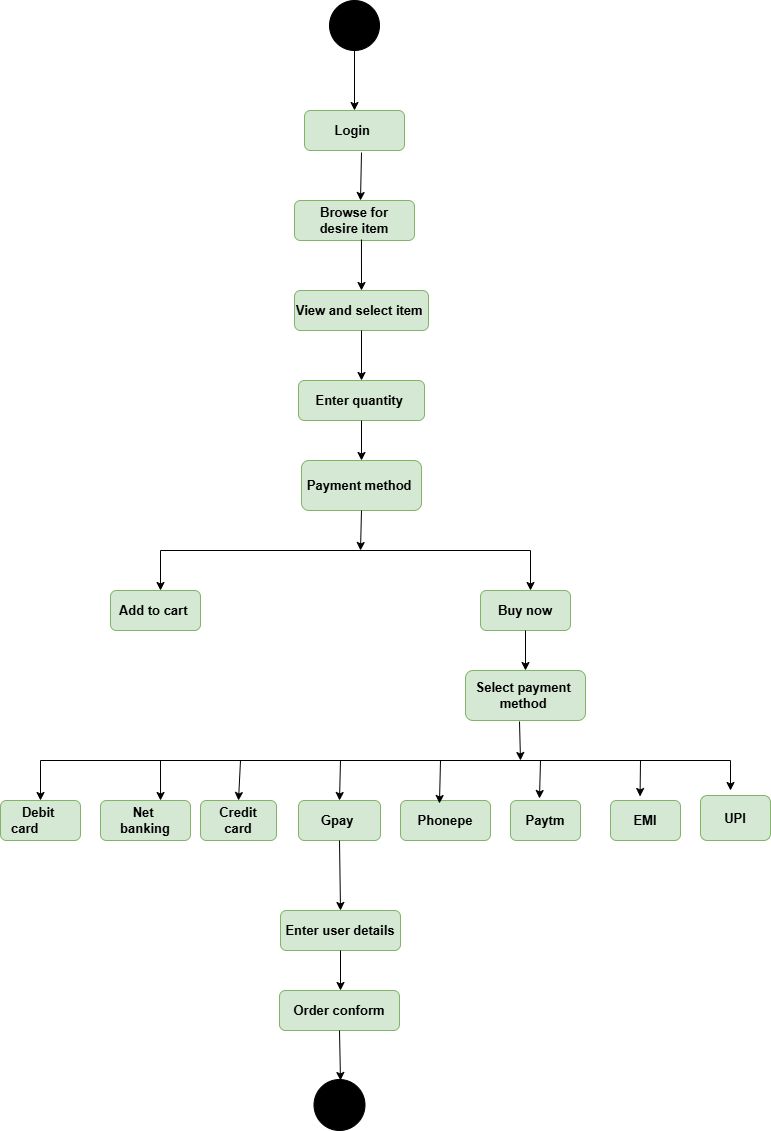 Login
Browse for
desire item
View and select item
Enter quantity
Payment method
Add to cart
Buy now
Select payment
method
Debit
card
Net
banking
Credit
card
Gpay
Phonepe
Paytm
EMI
UPI
Enter user details
Order conform